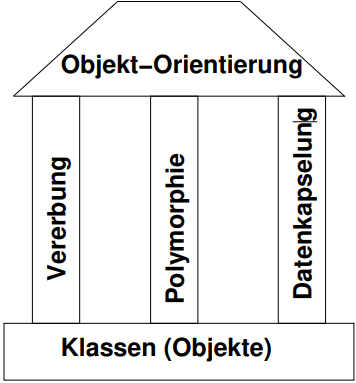 Objekt−Orientierung
Vererbung
Polymorphie
Datenkapselung
Klassen (Objekte)